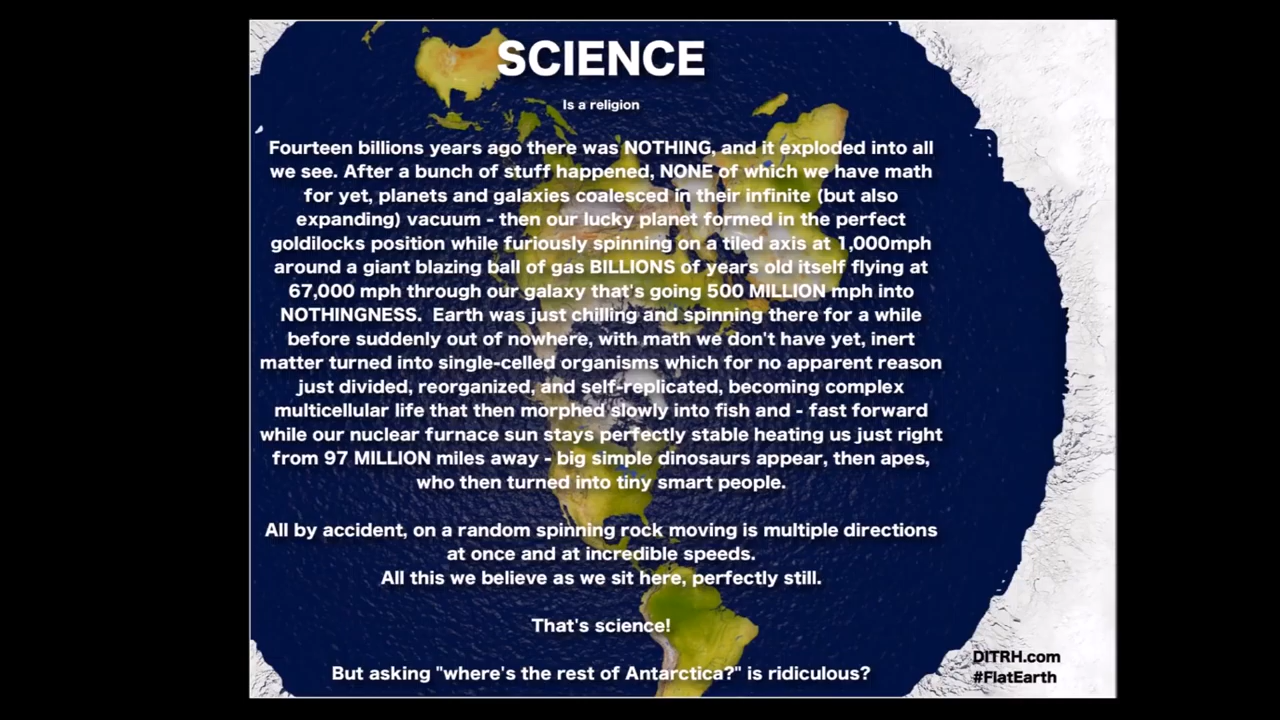 SCIENCE
Is a religion
Fourteen billions years ago there was NOTHING, and it exploded into all
we see. After a bunch of stuff happened, NONE of which we have math
for yet, planets and galaxies coalesced in their infinite (but also
expanding) vacuum - then our lucky planet formed in the perfect
goldilocks position while furiously spinning on a tiled axis at 1,000mph
around a giant blazing ball of gas BILLIONS of years old itself flying at
67,000 mph through our galaxy that's going 500 MILLION mph into
NOTHINGNESS. Earth was just chilling and spinning there for a while
before suddenly out of nowhere, with math we don't have yet, inert
matter turned into single-celled organisms which for no apparent reason
just divided, reorganized, and self-replicated, becoming complex
multicellular life that then morphed slowly into fish and - fast forward
while our nuclear furnace sun stays perfectly stable heating us just right
from 97 MILLION miles away - big simple dinosaurs appear, then apes,
who then turned into tiny smart people.
All by accident, on a random spinning rock moving is multiple directions
at once and at incredible speeds.
All this we believe as we sit here, perfectly still.
That's science!
But asking "where's the rest of Antarctica?" is ridiculous?
DITRH.com
#FlatEarth